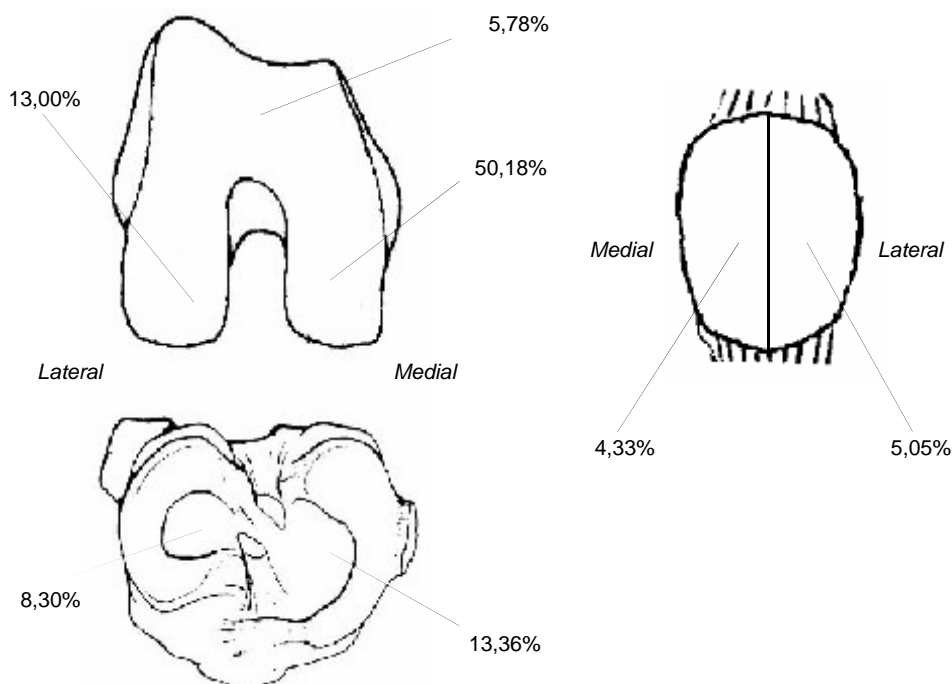 5,78%
13,00%
50,18%
Medial
Lateral
Lateral
Medial
4,33%
5,05%
8,30%
13,36%